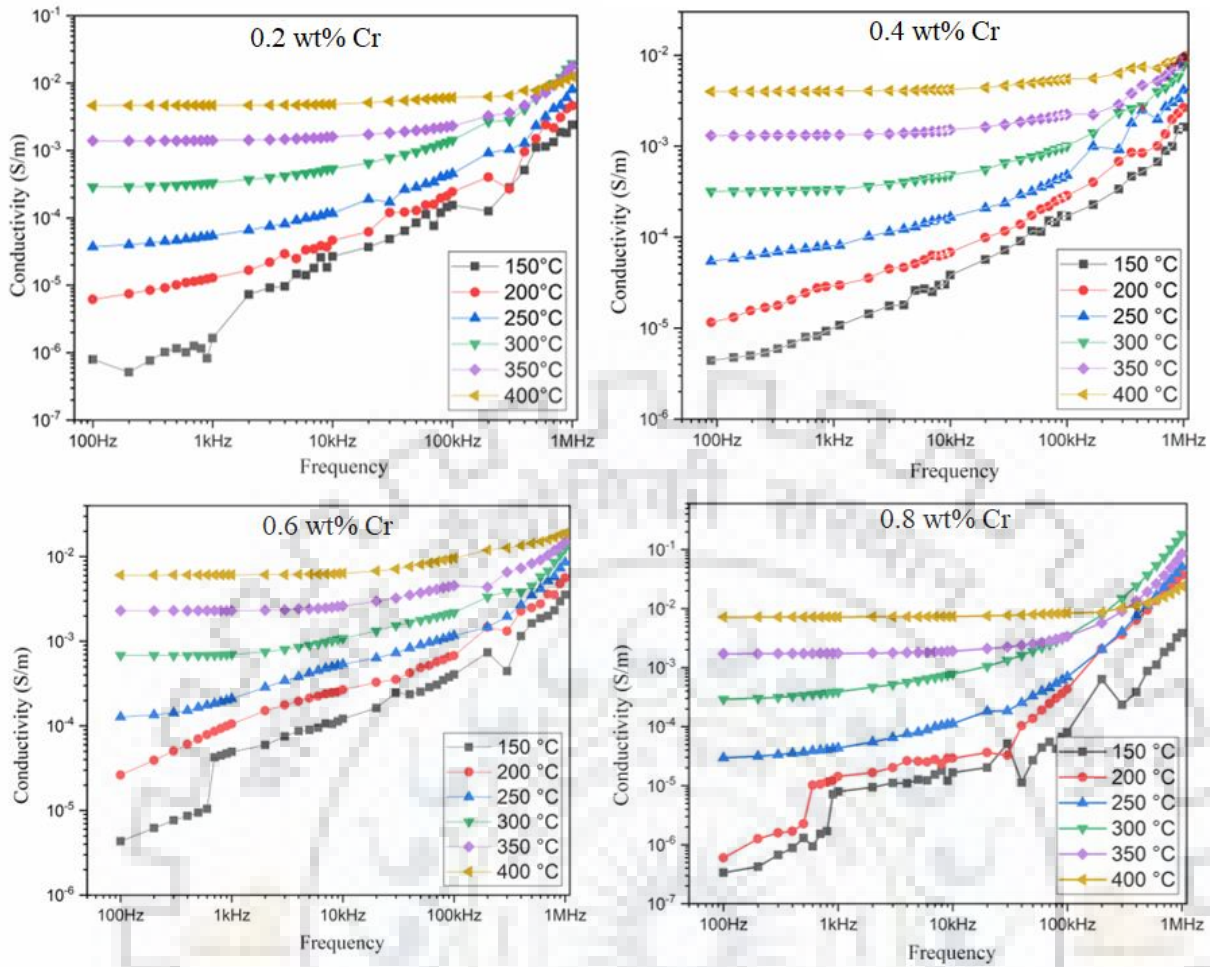 0.2 wt% Cr
10⁻¹
10⁻²
10⁻³
10⁻⁴
10⁻⁵
10⁻⁶
10⁻⁷
Conductivity (S/m)
100Hz 1kHz 10kHz 100kHz 1MHz
Frequency
150°C
200°C
250°C
300°C
350°C
400°C
0.4 wt% Cr
10⁻²
10⁻³
10⁻⁴
10⁻⁵
10⁻⁶
Conductivity (S/m)
100Hz 1kHz 10kHz 100kHz 1MHz
Frequency
150 °C
200 °C
250 °C
300 °C
350 °C
400 °C
0.6 wt% Cr
10⁻²
10⁻³
10⁻⁴
10⁻⁵
10⁻⁶
Conductivity (S/m)
100Hz 1kHz 10kHz 100kHz 1MHz
Frequency
150 °C
200 °C
250 °C
300 °C
350 °C
400 °C
0.8 wt% Cr
10⁻¹
10⁻²
10⁻³
10⁻⁴
10⁻⁵
10⁻⁶
10⁻⁷
Conductivity (S/m)
100Hz 1kHz 10kHz 100kHz 1MHz
Frequency
150 °C
200 °C
250 °C
300 °C
350 °C
400 °C